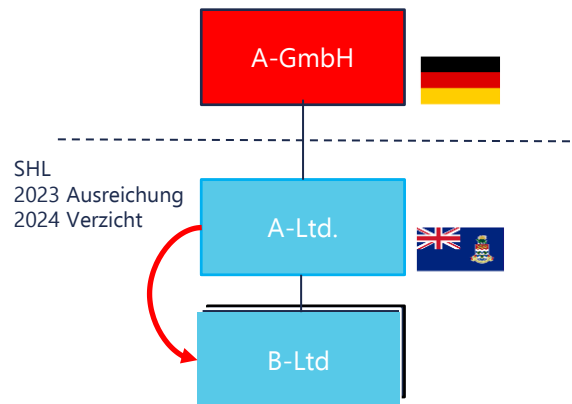 A-GmbH
SHL
2023 Ausreichung
2024 Verzicht
A-Ltd.
B-Ltd